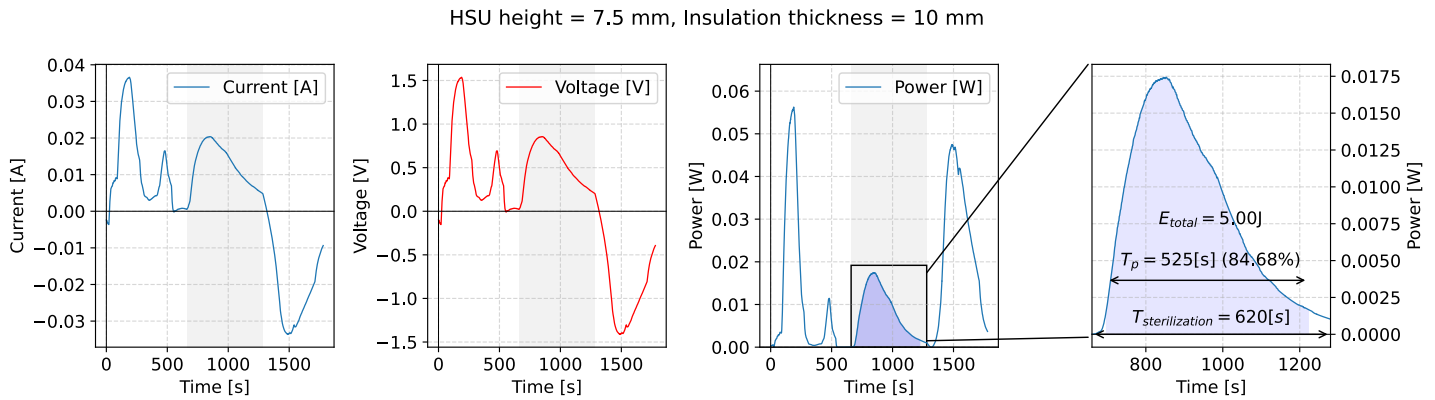 HSU height = 7.5 mm, Insulation thickness = 10 mm
0.04
0.03
0.02
0.01
0.00
−0.01
−0.02
−0.03
Current [A]
Current [A]
0 500 1000 1500
Time [s]
1.5
1.0
0.5
0.0
−0.5
−1.0
−1.5
Voltage [V]
Voltage [V]
0 500 1000 1500
Time [s]
0.06
0.05
0.04
0.03
0.02
0.01
0.00
Power [W]
Power [W]
0 500 1000 1500
Time [s]
E_total = 5.00J
T_p = 525[s] (84.68%)
T_sterilization = 620[s]
0.0175
0.0150
0.0125
0.0100
0.0075
0.0050
0.0025
0.0000
Power [W]
800 1000 1200
Time [s]